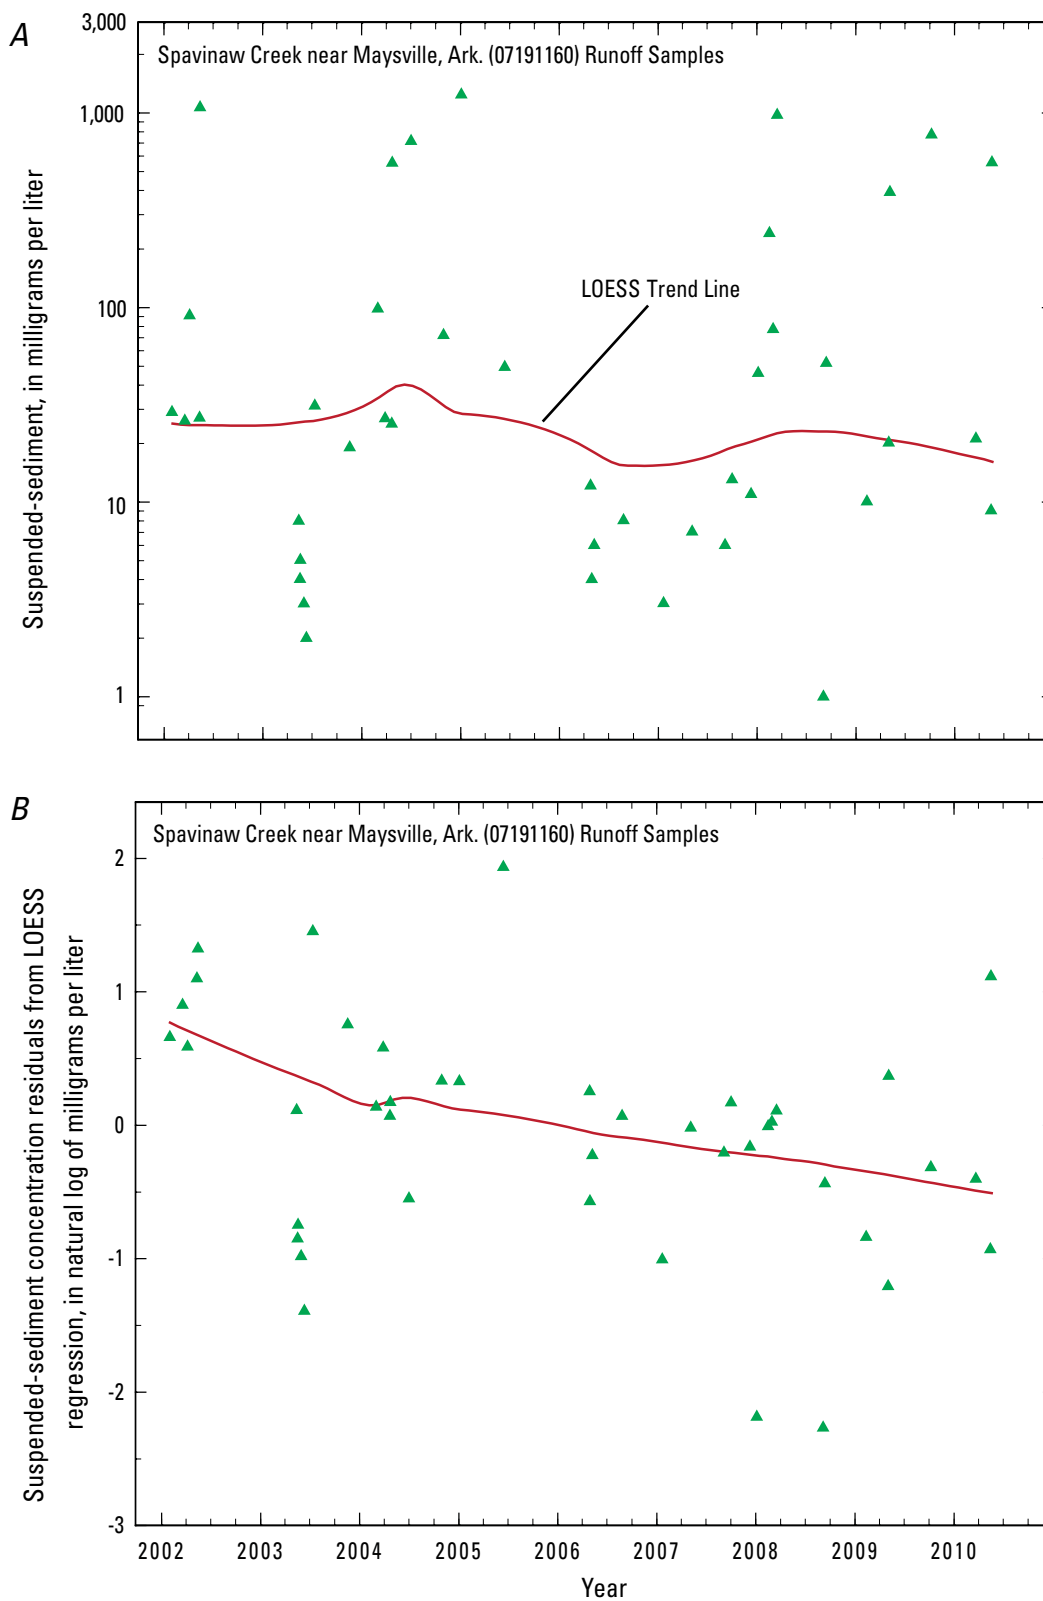 A
Spavinaw Creek near Maysville, Ark. (07191160) Runoff Samples
3,000
1,000
100
10
1
Suspended-sediment, in milligrams per liter
LOESS Trend Line
B
Spavinaw Creek near Maysville, Ark. (07191160) Runoff Samples
2
1
0
-1
-2
-3
Suspended-sediment concentration residuals from LOESS
regression, in natural log of milligrams per liter
2002 2003 2004 2005 2006 2007 2008 2009 2010
Year